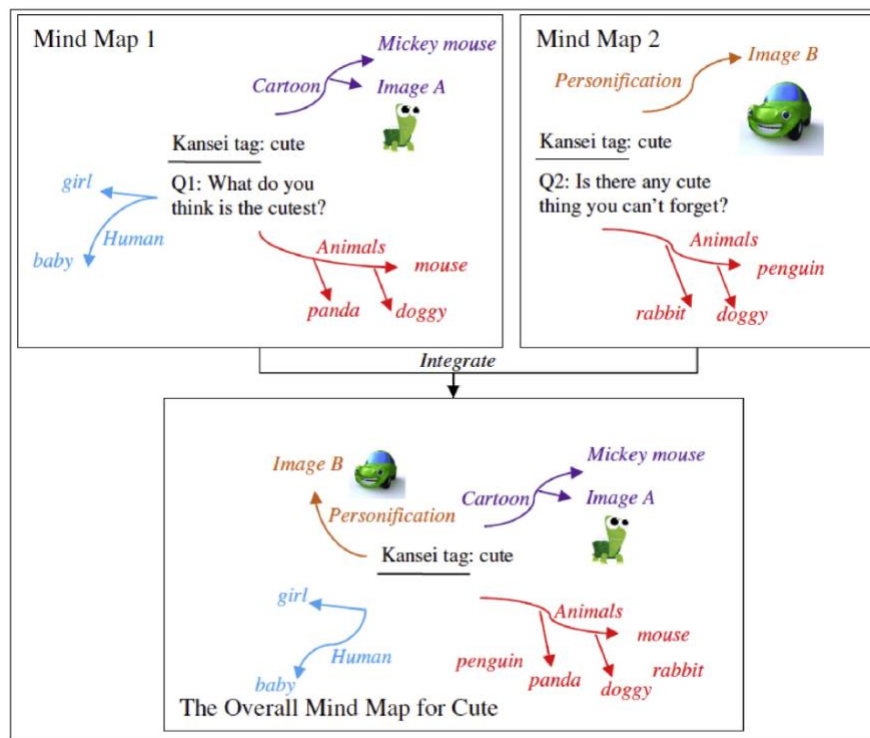 Mind Map 1
Mickey mouse
Cartoon
Image A
Kansei tag: cute
Q1: What do you
think is the cutest?
girl
Human
baby
Animals
mouse
panda
doggy
Mind Map 2
Image B
Personification
Kansei tag: cute
Q2: Is there any cute
thing you can't forget?
Animals
penguin
rabbit
doggy
Integrate
Image B
Mickey mouse
Cartoon
Image A
Personification
Kansei tag: cute
girl
Human
baby
Animals
mouse
penguin
rabbit
panda
doggy
The Overall Mind Map for Cute